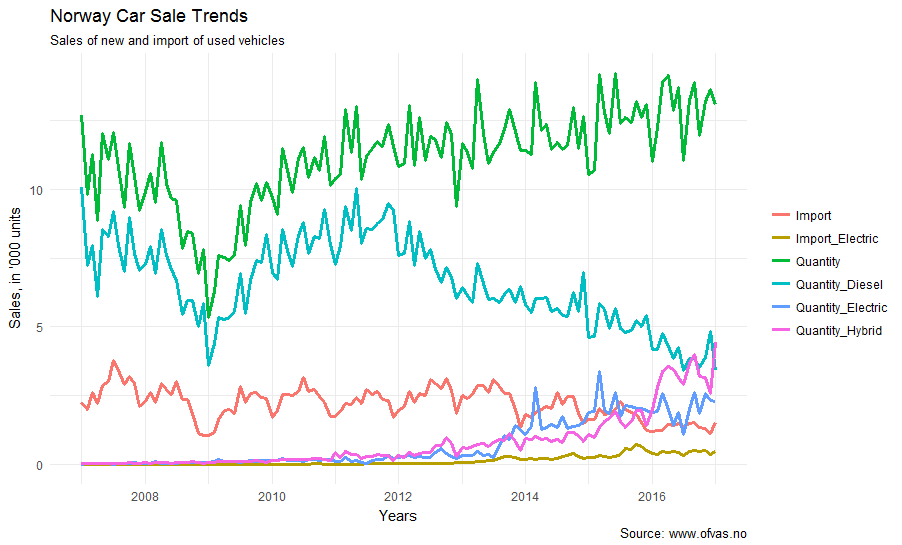 Norway Car Sale Trends
Sales of new and import of used vehicles
Sales, in '000 units
10
5
0
2008 2010 2012 2014 2016
Years
Import
Import_Electric
Quantity
Quantity_Diesel
Quantity_Electric
Quantity_Hybrid
Source: www.ofvas.no